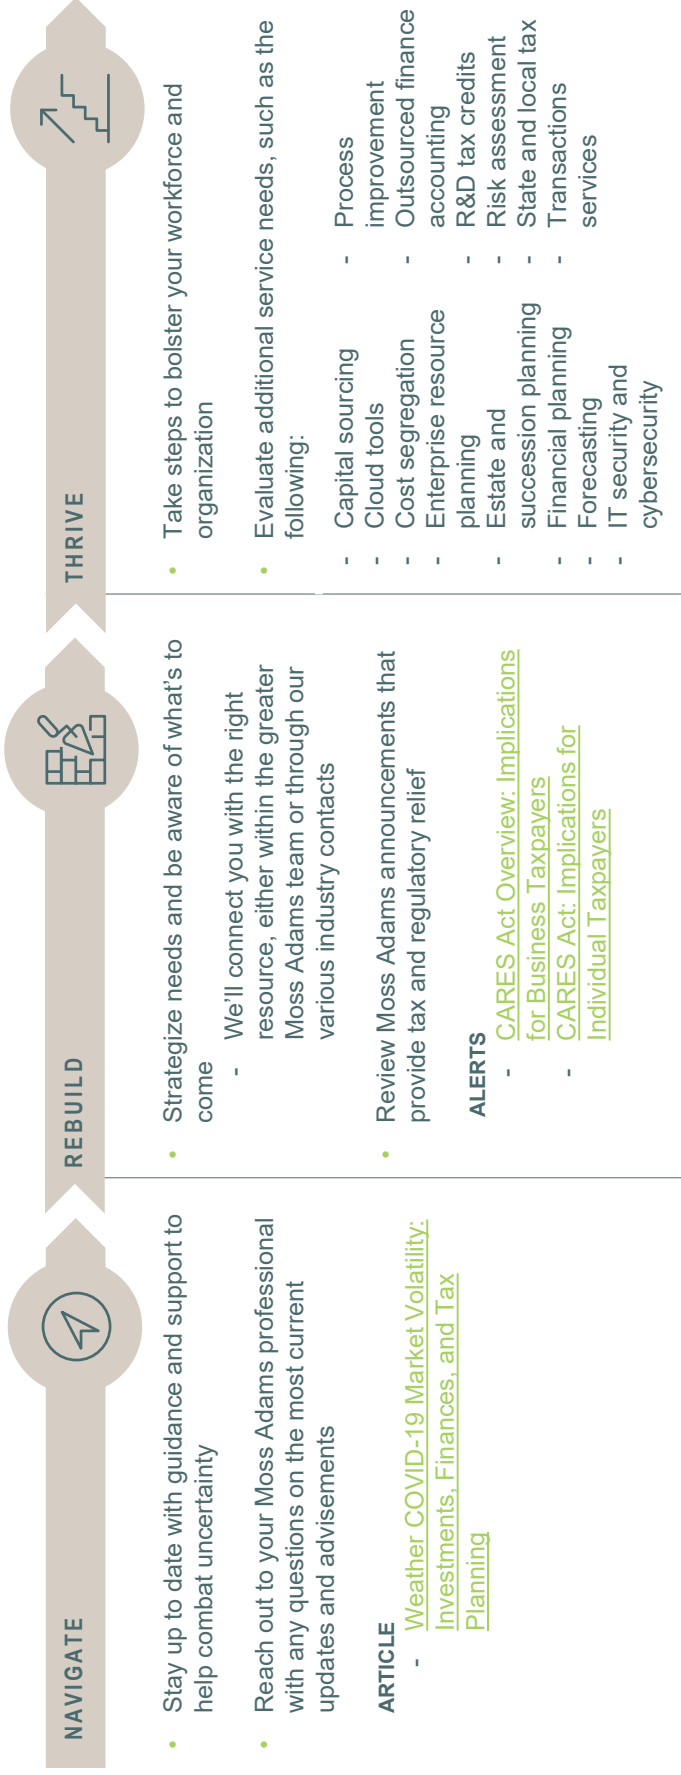 NAVIGATE
• Stay up to date with guidance and support to
help combat uncertainty
• Reach out to your Moss Adams professional
with any questions on the most current
updates and advisements
ARTICLE
- Weather COVID-19 Market Volatility:
Investments, Finances, and Tax
Planning
REBUILD
• Strategize needs and be aware of what’s to
come
- We’ll connect you with the right
resource, either within the greater
Moss Adams team or through our
various industry contacts
• Review Moss Adams announcements that
provide tax and regulatory relief
ALERTS
- CARES Act Overview: Implications
for Business Taxpayers
- CARES Act: Implications for
Individual Taxpayers
THRIVE
• Take steps to bolster your workforce and
organization
• Evaluate additional service needs, such as the
following:
- Capital sourcing
- Cloud tools
- Cost segregation
- Enterprise resource
planning
- Estate and
succession planning
- Financial planning
- Forecasting
- IT security and
cybersecurity
- Process
improvement
- Outsourced finance
accounting
- R&D tax credits
- Risk assessment
- State and local tax
- Transactions
services